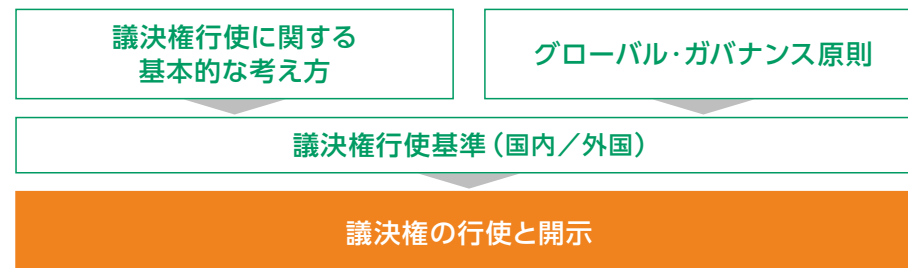 議決権行使に関する
基本的な考え方
グローバル・ガバナンス原則
議決権行使基準（国内／外国）
議決権の行使と開示